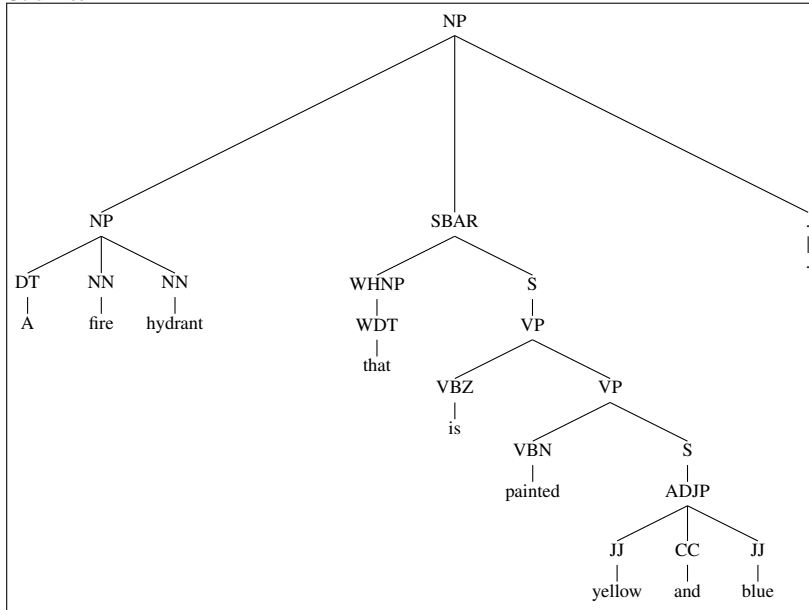 NP
NP SBAR .
DT NN NN WHNP S .
A fire hydrant WDT VP
that
VBZ VP
is
VBN S
painted ADJP
JJ CC JJ
yellow and blue